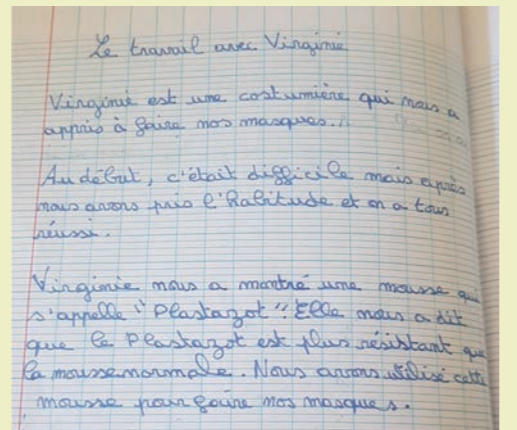 Le travail avec Virginie
Virginie est une costumière qui nous a
appris à faire nos masques.
Au début, c'était difficile mais après
nous avons pris l'habitude et on a tous
réussi.
Virginie nous a montré une mousse qui
s'appelle "Plastazot". Elle nous a dit
que le Plastazot est plus résistant que
la mousse normale. Nous avons utilisé cette
mousse pour faire nos masques.